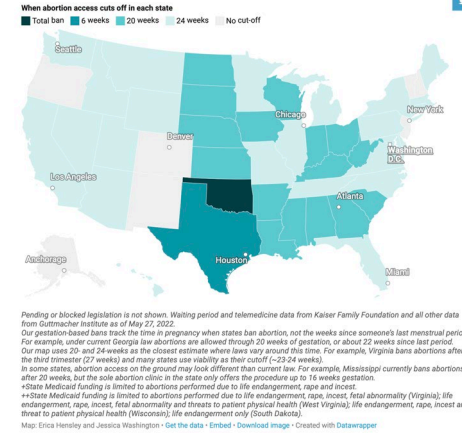 When abortion access cuts off in each state
Total ban 6 weeks 20 weeks 24 weeks No cut-off
Seattle
Chicago
New York
Denver
Washington
D.C.
Los Angeles
Atlanta
Anchorage
Houston
Miami
Pending or blocked legislation is not shown. Waiting period and telemedicine data from Kaiser Family Foundation and all other data
from Guttmacher Institute as of May 27, 2022.
Our gestation-based bans track the time in pregnancy when states ban abortion, not the weeks since someone's last menstrual
For example, under current Georgia law abortions are allowed through 20 weeks of gestation, or about 22 weeks since last period.
Our map uses 20- and 24-weeks as the closest estimate where laws vary around this time. For example, Virginia bans abortions
the third trimester (27 weeks) and many states use viability as their cutoff (~23-24 weeks).
In some states, abortion access on the ground may look different than current law. For example, Mississippi currently bans
after 20 weeks, but the sole abortion clinic in the state only offers the procedure up to 16 weeks gestation.
+State Medicaid funding is limited to abortions performed due to life endangerment, rape and incest.
++State Medicaid funding is limited to abortions performed due to life endangerment, rape, incest, fetal abnormality (Virginia); life
endangerment, rape, incest, fetal abnormality and threats to patient physical health (West Virginia); life endangerment, rape, incest
threat to patient physical health (Wisconsin); life endangerment only (South Dakota).
Map: Erica Hensley and Jessica Washington • Get the data • Embed • Download image • Created with Datawrapper